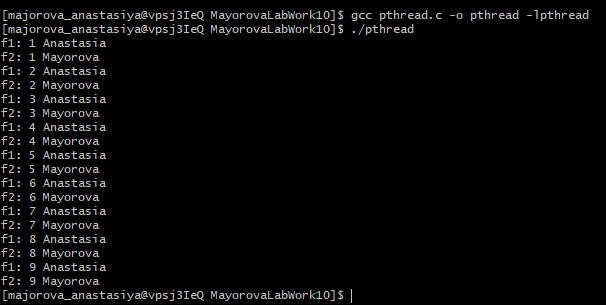 [majorova_anastasiya@vpsj3IeQ MayorovaLabWork10]$ gcc pthread.c -o pthread -lpthread
[majorova_anastasiya@vpsj3IeQ MayorovaLabWork10]$ ./pthread
f1: 1 Anastasia
f2: 1 Mayorova
f1: 2 Anastasia
f2: 2 Mayorova
f1: 3 Anastasia
f2: 3 Mayorova
f1: 4 Anastasia
f2: 4 Mayorova
f1: 5 Anastasia
f2: 5 Mayorova
f1: 6 Anastasia
f2: 6 Mayorova
f1: 7 Anastasia
f2: 7 Mayorova
f1: 8 Anastasia
f2: 8 Mayorova
f1: 9 Anastasia
f2: 9 Mayorova
[majorova_anastasiya@vpsj3IeQ MayorovaLabWork10]$